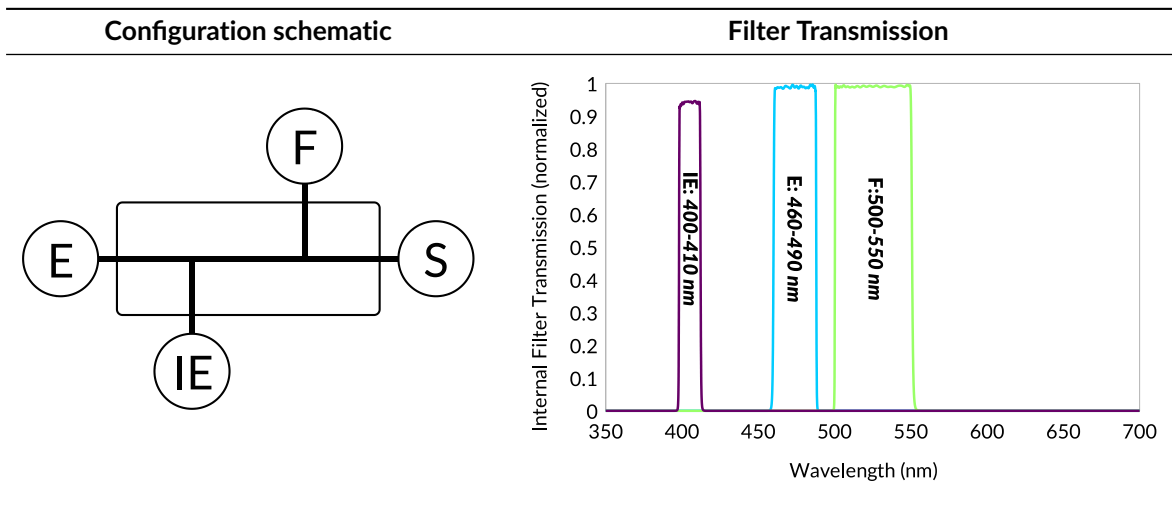 Configuration schematic
Filter Transmission
F
E
S
IE
Internal Filter Transmission (normalized)
1
0.9
0.8
0.7
0.6
0.5
0.4
0.3
0.2
0.1
0
IE: 400-410 nm
E: 460-490 nm
F:500-550 nm
350 400 450 500 550 600 650 700
Wavelength (nm)